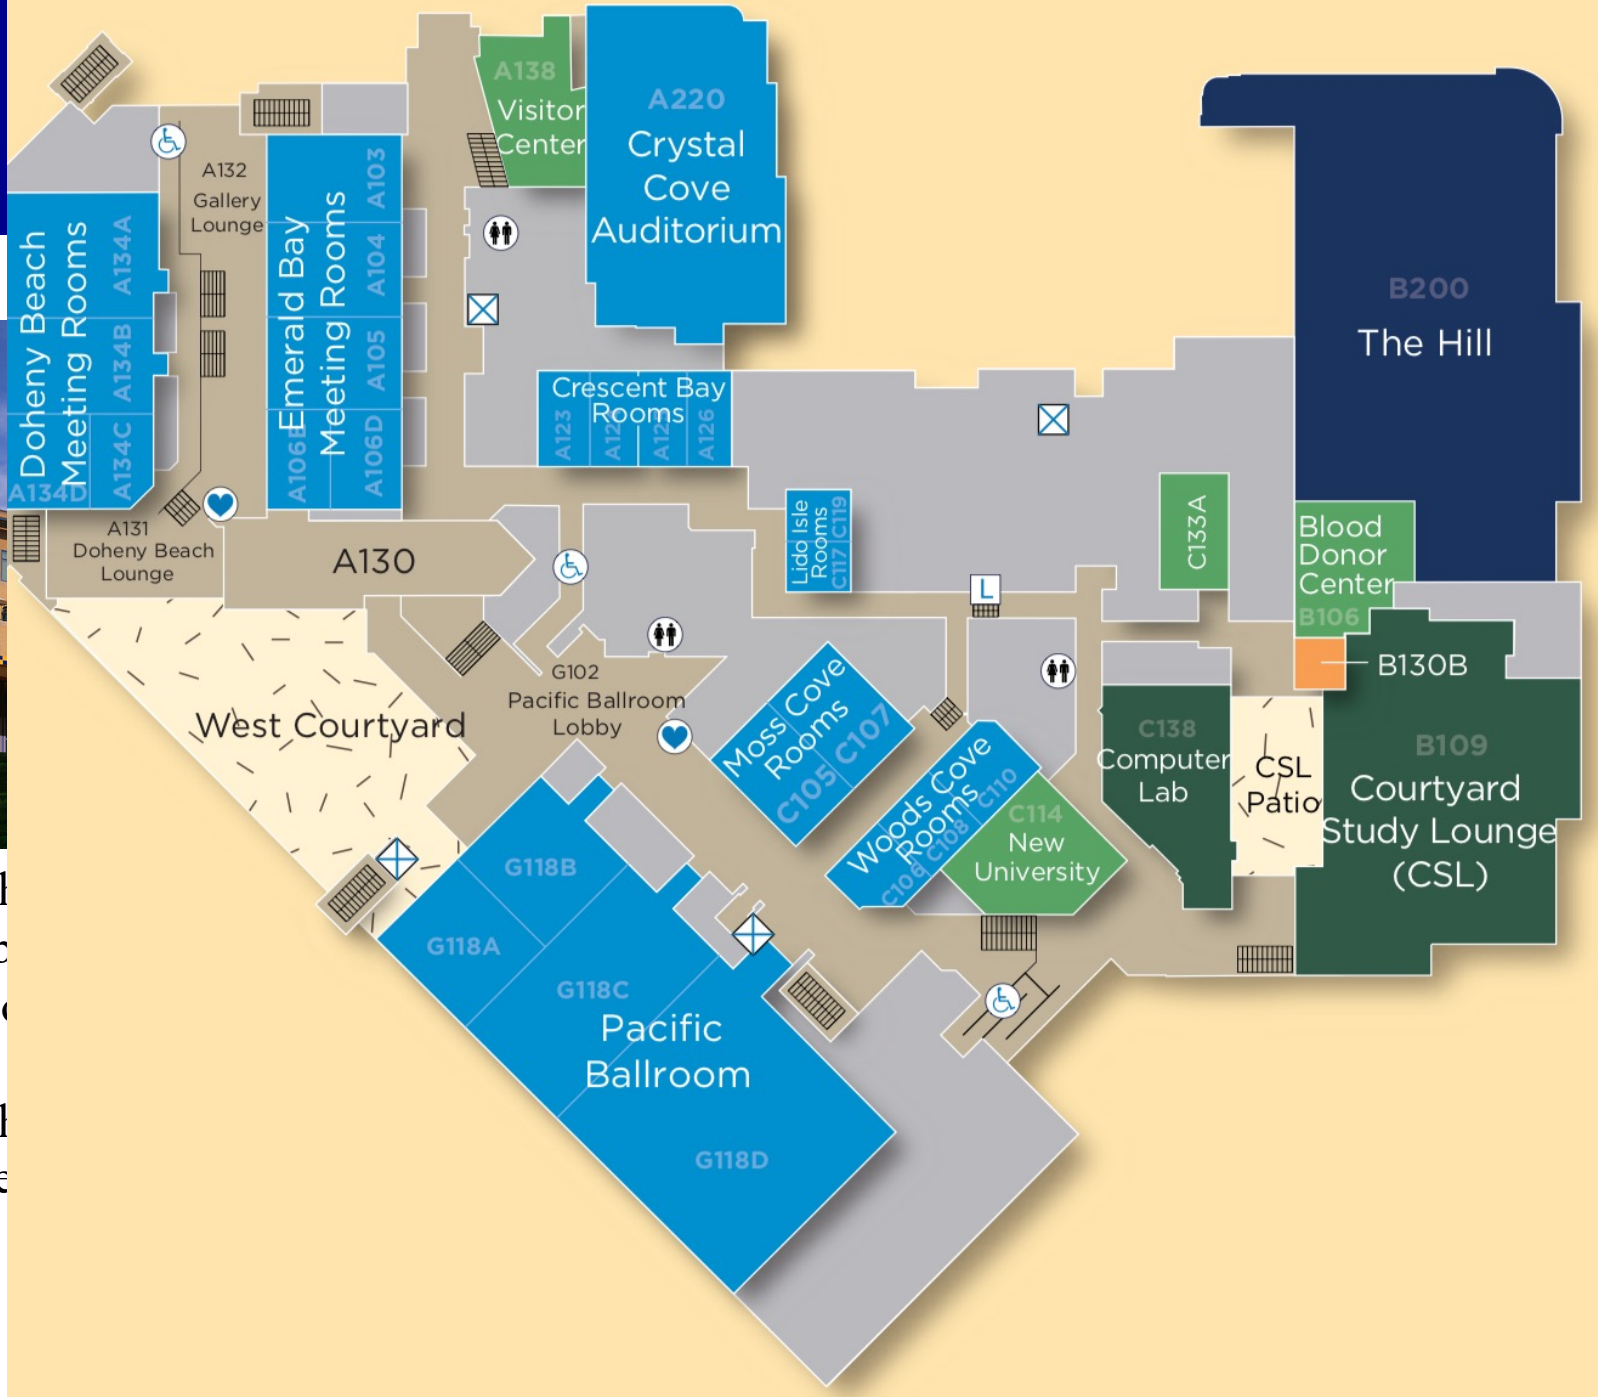 A138
Visitor
Center
A220
Crystal
Cove
Auditorium
A132
Gallery
Lounge
Doheny Beach
Meeting Rooms
A134A
A134B
A134C
A134D
Emerald Bay
Meeting Rooms
A103
A104
A105
A106B
A106D
B200
The Hill
Crescent Bay
Rooms
A123
A126
Lido Isle
Rooms
C119
C117
C133A
Blood
Donor
Center
B106
A131
Doheny Beach
Lounge
A130
L
G102
Pacific Ballroom
Lobby
B130B
West Courtyard
Moss Cove
Rooms
C105
C107
Woods Cove
Rooms
C106
C108
C110
C114
New
University
C138
Computer
Lab
CSL
Patio
B109
Courtyard
Study Lounge
(CSL)
G118B
G118A
G118C
Pacific
Ballroom
G118D